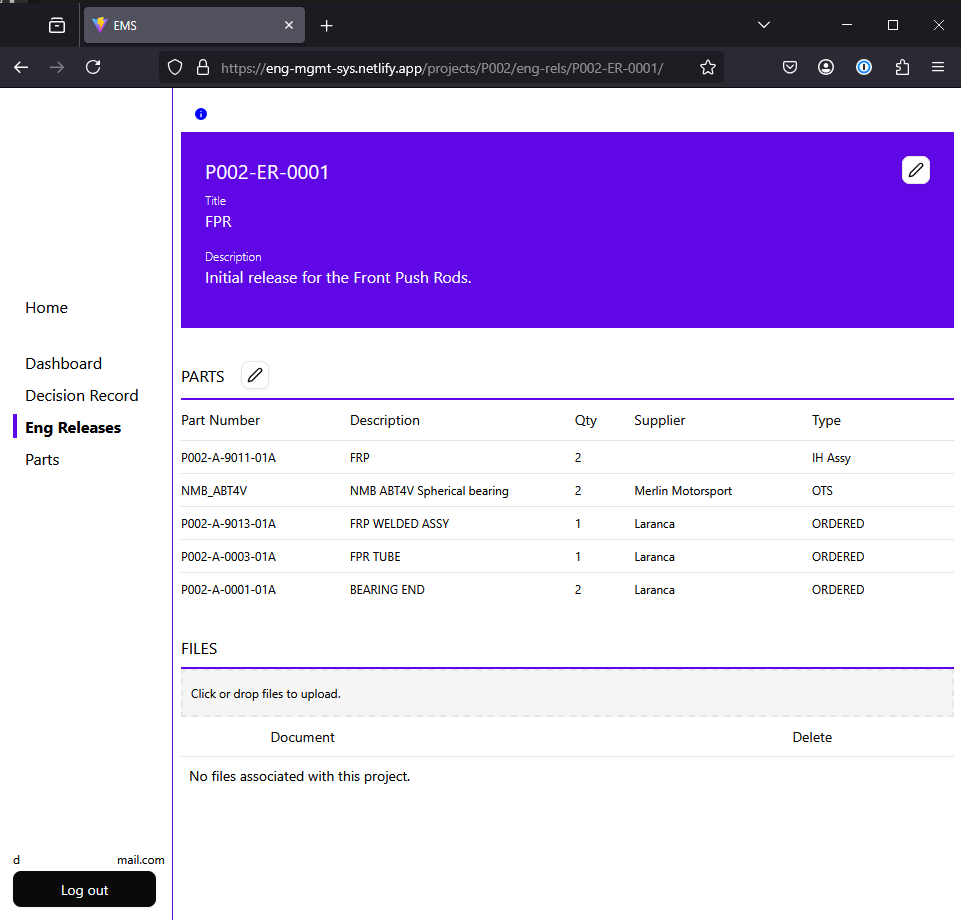 EMS
https://eng-mgmt-sys.netlify.app/projects/P002/eng-rels/P002-ER-0001/
P002-ER-0001
Title
FPR
Description
Initial release for the Front Push Rods.
Home
Dashboard
Decision Record
Eng Releases
Parts
PARTS
Part Number Description Qty Supplier Type
P002-A-9011-01A FRP 2 IH Assy
NMB_ABT4V NMB ABT4V Spherical bearing 2 Merlin Motorsport OTS
P002-A-9013-01A FRP WELDED ASSY 1 Laranca ORDERED
P002-A-0003-01A FPR TUBE 1 Laranca ORDERED
P002-A-0001-01A BEARING END 2 Laranca ORDERED
FILES
Click or drop files to upload.
Document Delete
No files associated with this project.
d mail.com
Log out